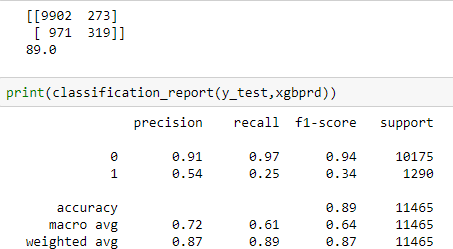 [[9902 273]
[ 971 319]]
89.0
print(classification_report(y_test,xgbprd))
precision recall f1-score support
0 0.91 0.97 0.94 10175
1 0.54 0.25 0.34 1290
accuracy 0.89 11465
macro avg 0.72 0.61 0.64 11465
weighted avg 0.87 0.89 0.87 11465